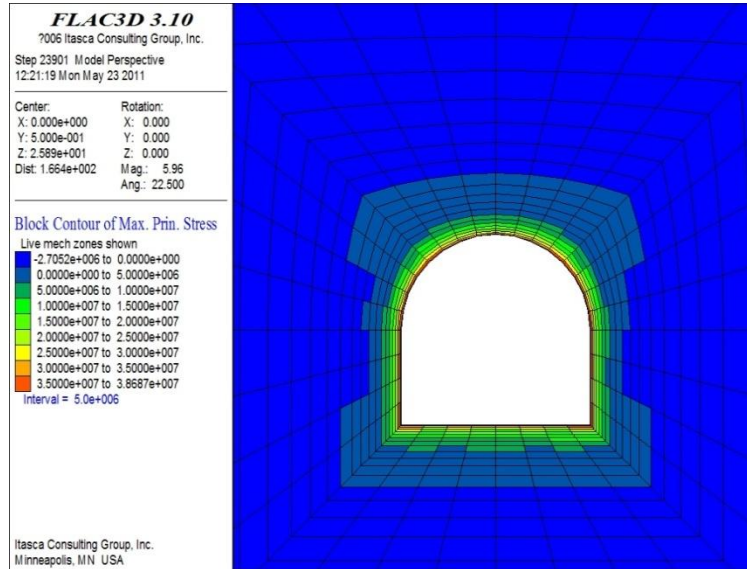 FLAC3D 3.10
?006 Itasca Consulting Group, Inc.
Step 23901 Model Perspective
12:21:19 Mon May 23 2011
Center: Rotation:
X: 0.000e+000 X: 0.000
Y: 5.000e-001 Y: 0.000
Z: 2.589e+001 Z: 0.000
Dist: 1.664e+002 Mag.: 5.96
Ang.: 22.500
Block Contour of Max. Prin. Stress
Live mech zones shown
-2.7052e+006 to 0.0000e+000
0.0000e+000 to 5.0000e+006
5.0000e+006 to 1.0000e+007
1.0000e+007 to 1.5000e+007
1.5000e+007 to 2.0000e+007
2.0000e+007 to 2.5000e+007
2.5000e+007 to 3.0000e+007
3.0000e+007 to 3.5000e+007
3.5000e+007 to 3.8687e+007
Interval = 5.0e+006
Itasca Consulting Group, Inc.
Minneapolis, MN USA